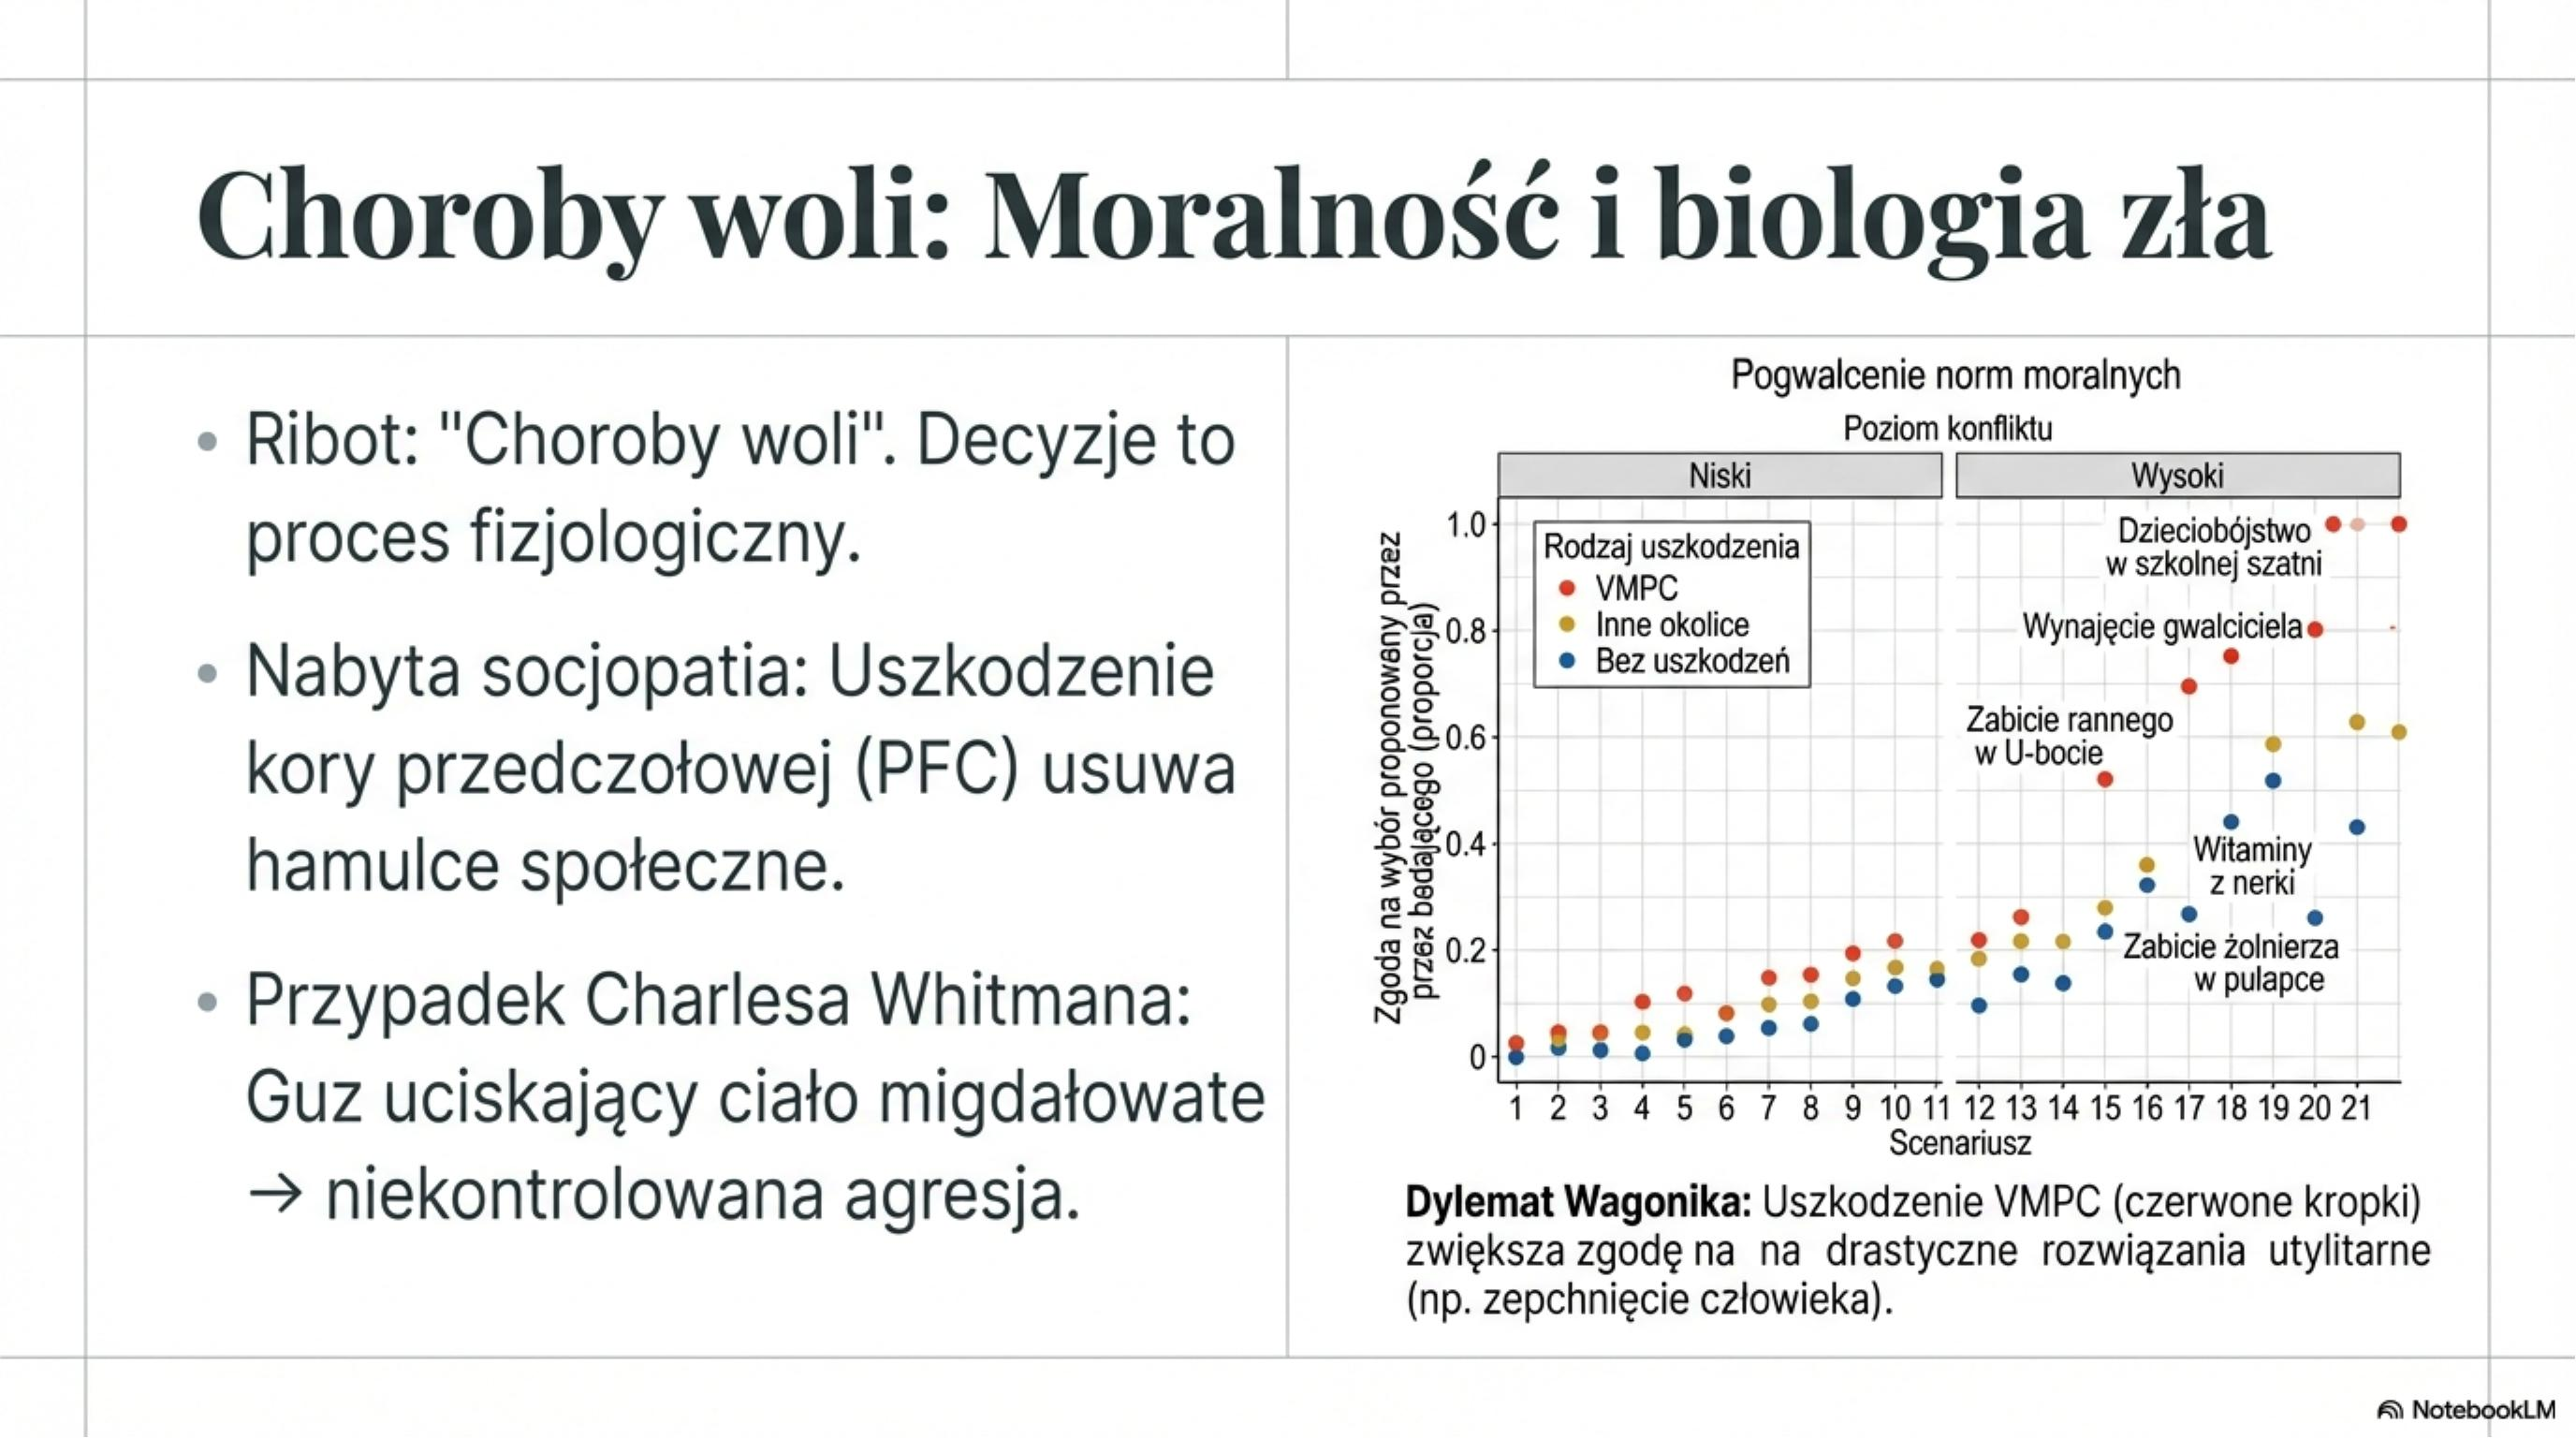 Choroby woli: Moralność i biologia zła
• Ribot: "Choroby woli". Decyzje to
proces fizjologiczny.
• Nabyta socjopatia: Uszkodzenie
kory przedczołowej (PFC) usuwa
hamulce społeczne.
• Przypadek Charlesa Whitmana:
Guz uciskający ciało migdałowate
→ niekontrolowana agresja.
Pogwalcenie norm moralnych
Poziom konfliktu
Niski
Wysoki
Zgoda na wybór proponowany przez
przez bedającego (proporcja)
1.0
0.8
0.6
0.4
0.2
0
Rodzaj uszkodzenia
VMPC
Inne okolice
Bez uszkodzeń
Dzieciobójstwo
w szkolnej szatni
Wynajęcie gwalciciela
Zabicie rannego
w U-bocie
Witaminy
z nerki
Zabicie żolnierza
w pulapce
1 2 3 4 5 6 7 8 9 10 11 12 13 14 15 16 17 18 19 20 21
Scenariusz
Dylemat Wagonika: Uszkodzenie VMPC (czerwone kropki)
zwiększa zgodę na na drastyczne rozwiązania utylitarne
(np. zepchnięcie człowieka).
NotebookLM